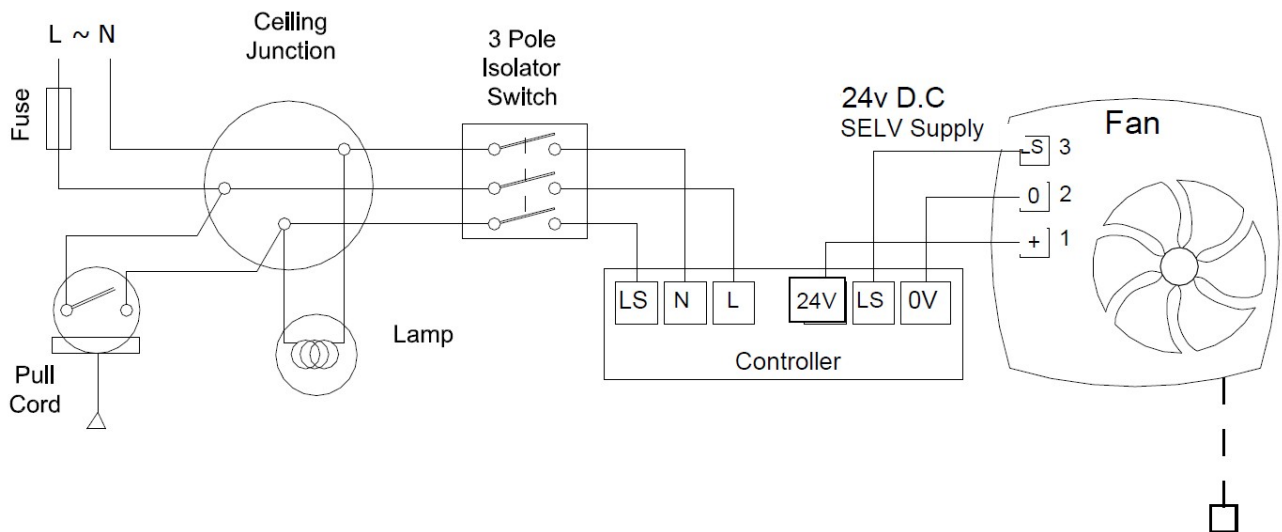 L ~ N
Fuse
Ceiling
Junction
3 Pole
Isolator
Switch
24v D.C
SELV Supply
Fan
S 3
0 2
+ 1
LS N L 24V LS 0V
Controller
Lamp
Pull
Cord